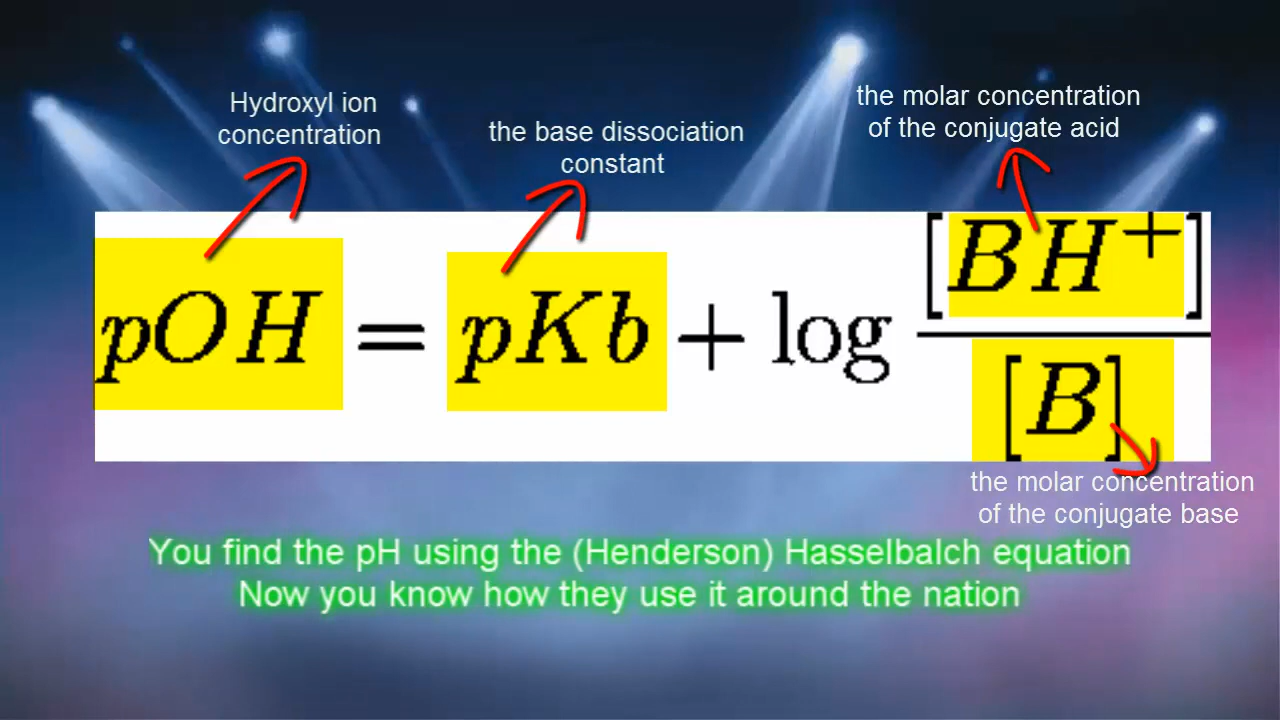 Hydroxyl ion
concentration
the base dissociation
constant
the molar concentration
of the conjugate acid
pOH = pKb + log [BH+]
[B]
the molar concentration
of the conjugate base
You find the pH using the (Henderson) Hasselbalch equation
Now you know how they use it around the nation